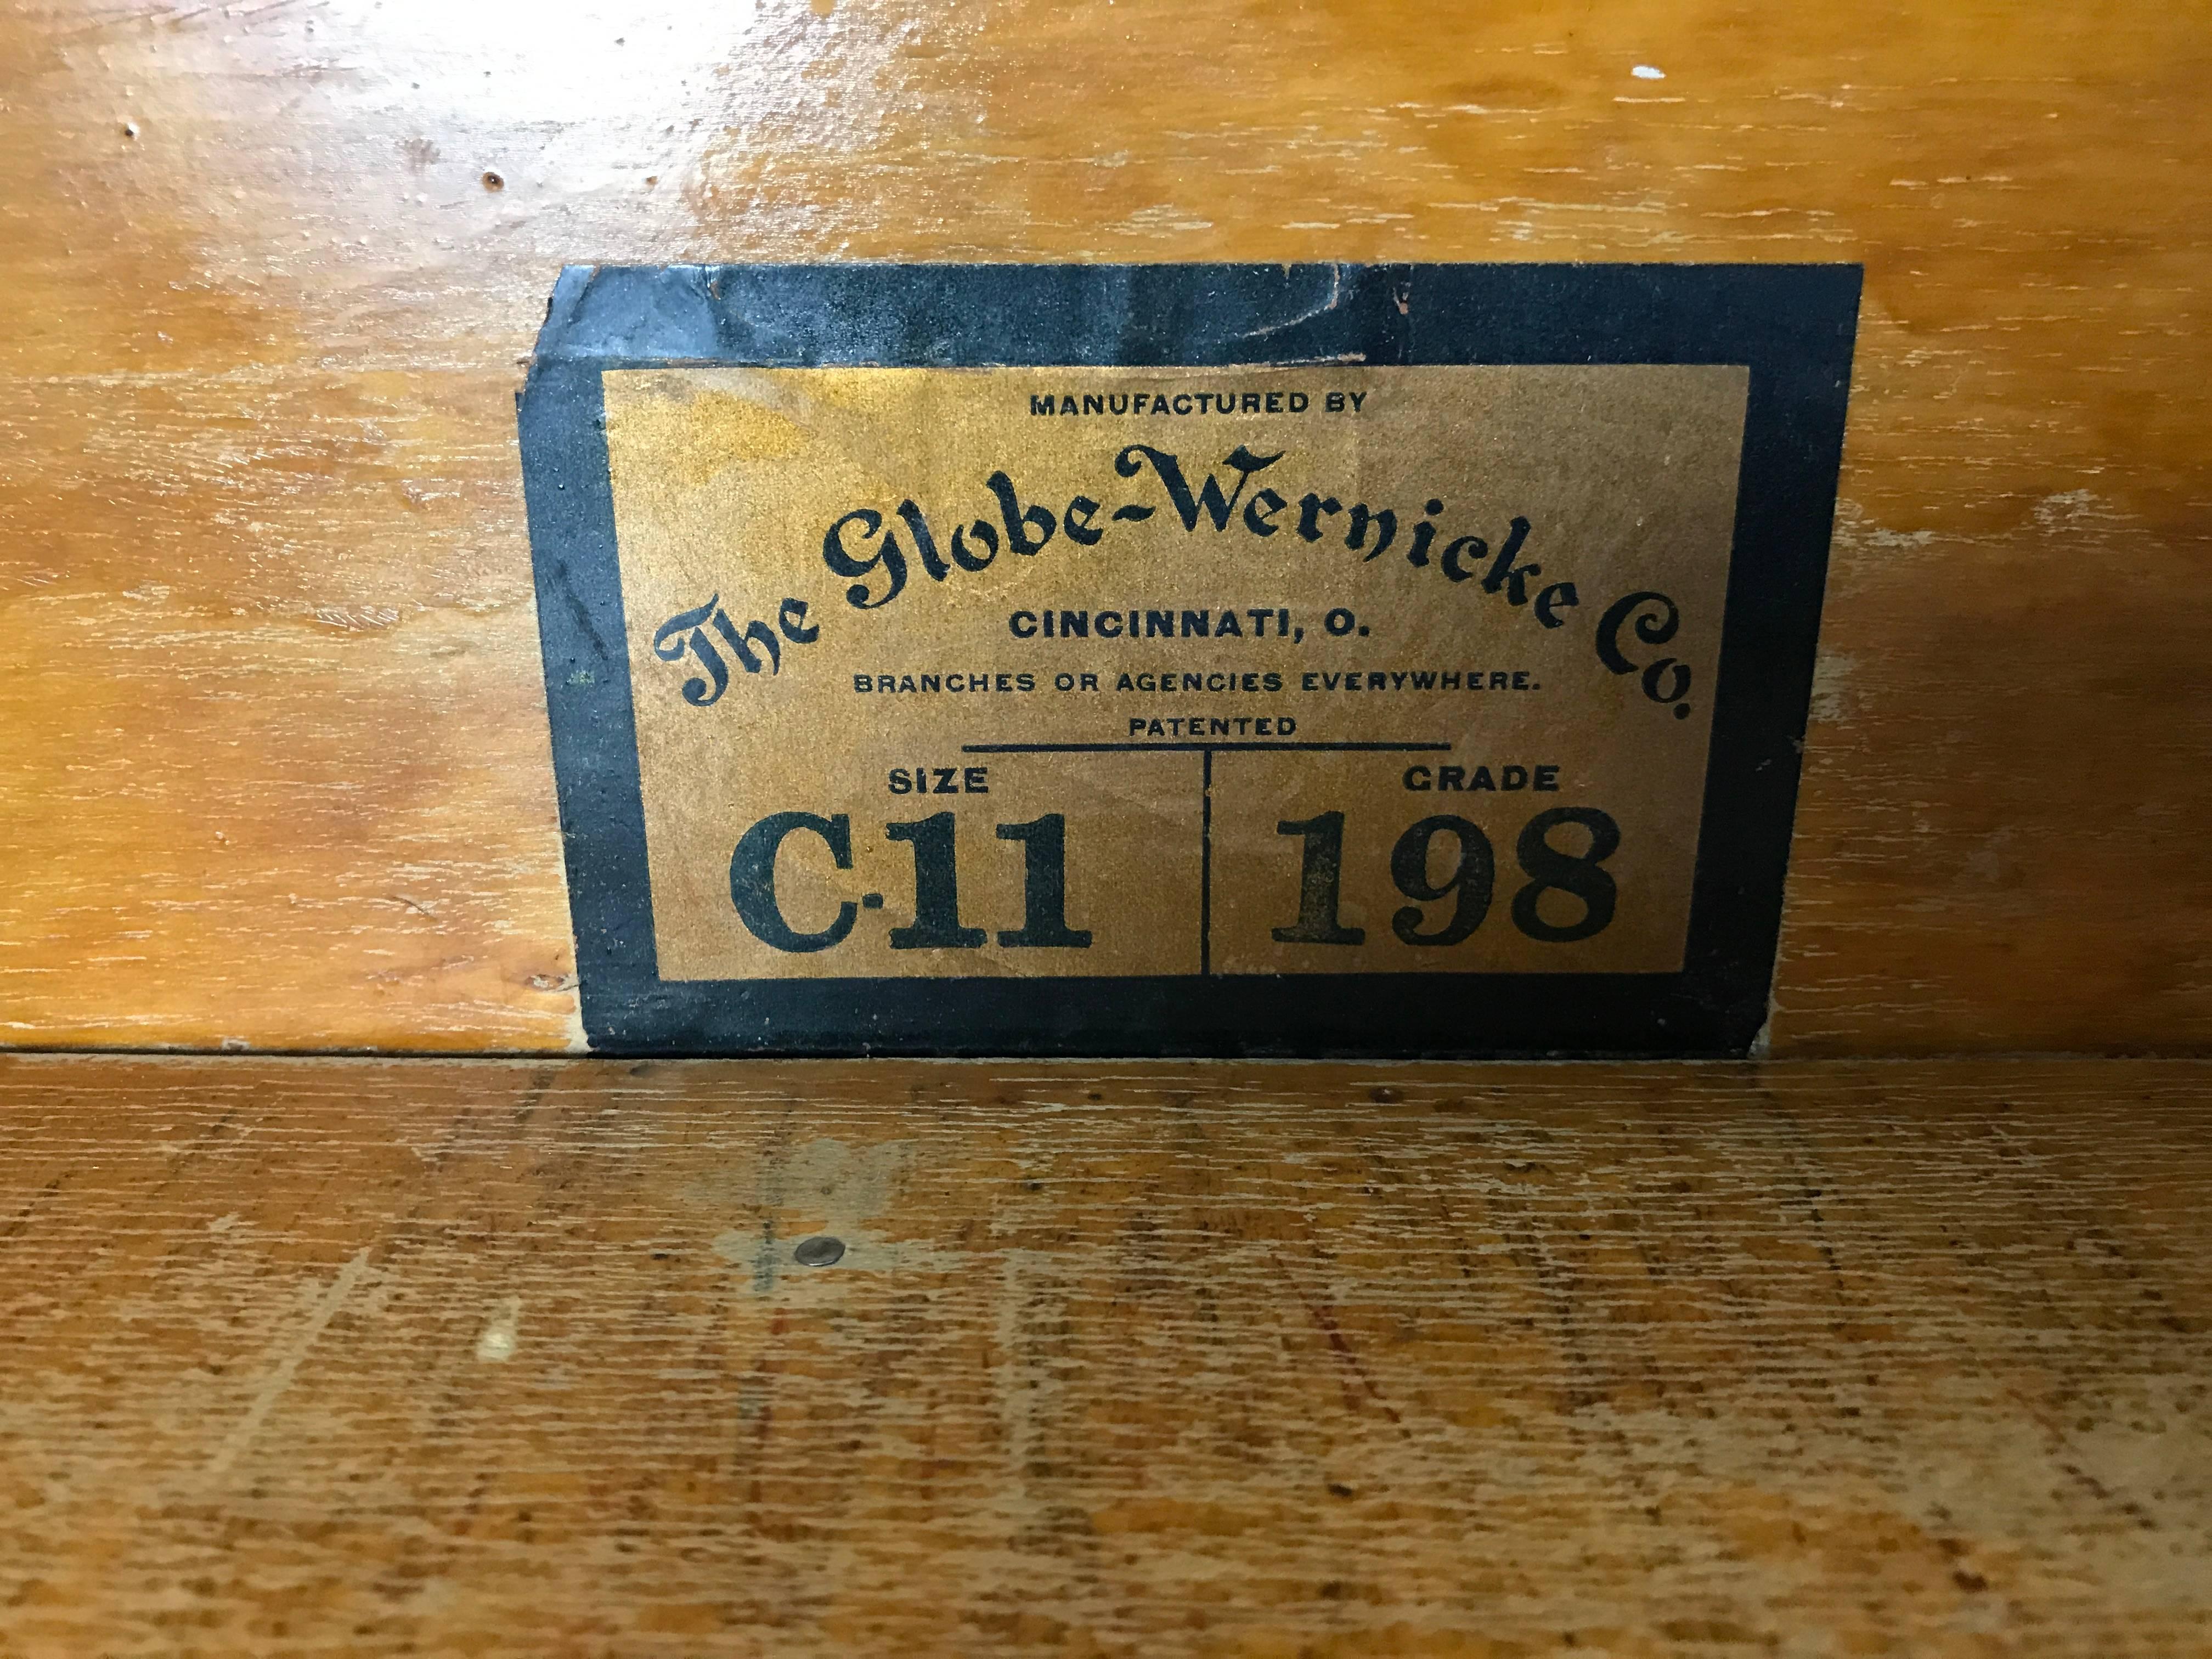 MANUFACTURED BY
The Globe-Wernicke Co.
CINCINNATI, O.
BRANCHES OR AGENCIES EVERYWHERE.
PATENTED
SIZE GRADE
C-11 198